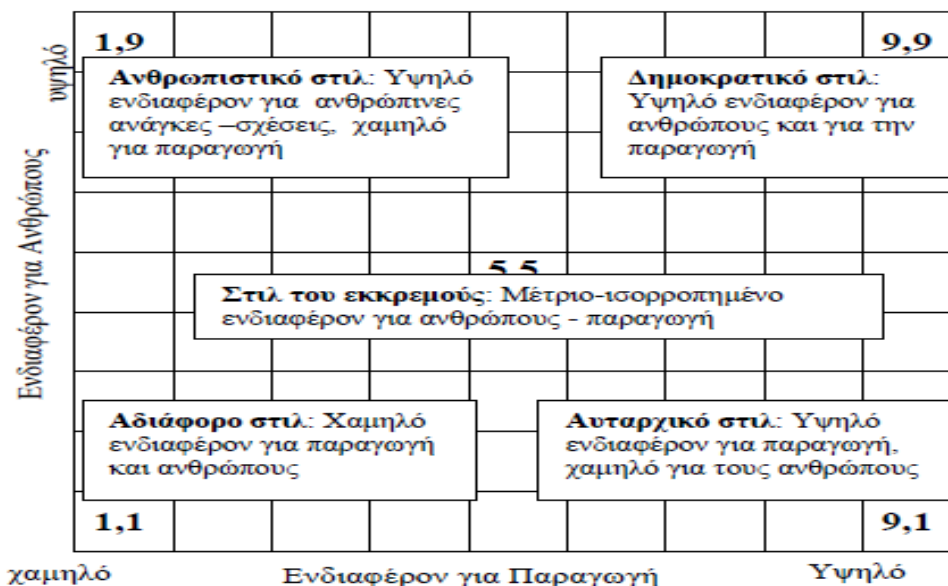 1,9
9,9
υψηλό
Ανθρωπιστικό στιλ: Υψηλό
ενδιαφέρον για ανθρώπινες
ανάγκες –σχέσεις, χαμηλό
για παραγωγή
Δημοκρατικό στιλ:
Υψηλό ενδιαφέρον για
ανθρώπους και για την
παραγωγή
Ενδιαφέρον για Ανθρώπους
5,5
Στιλ του εκκρεμούς: Μέτριο-ισορροπημένο
ενδιαφέρον για ανθρώπους - παραγωγή
Αδιάφορο στιλ: Χαμηλό
ενδιαφέρον για παραγωγή
και ανθρώπους
Αυταρχικό στιλ: Υψηλό
ενδιαφέρον για παραγωγή,
χαμηλό για τους ανθρώπους
1,1
9,1
χαμηλό
Ενδιαφέρον για Παραγωγή
Υψηλό